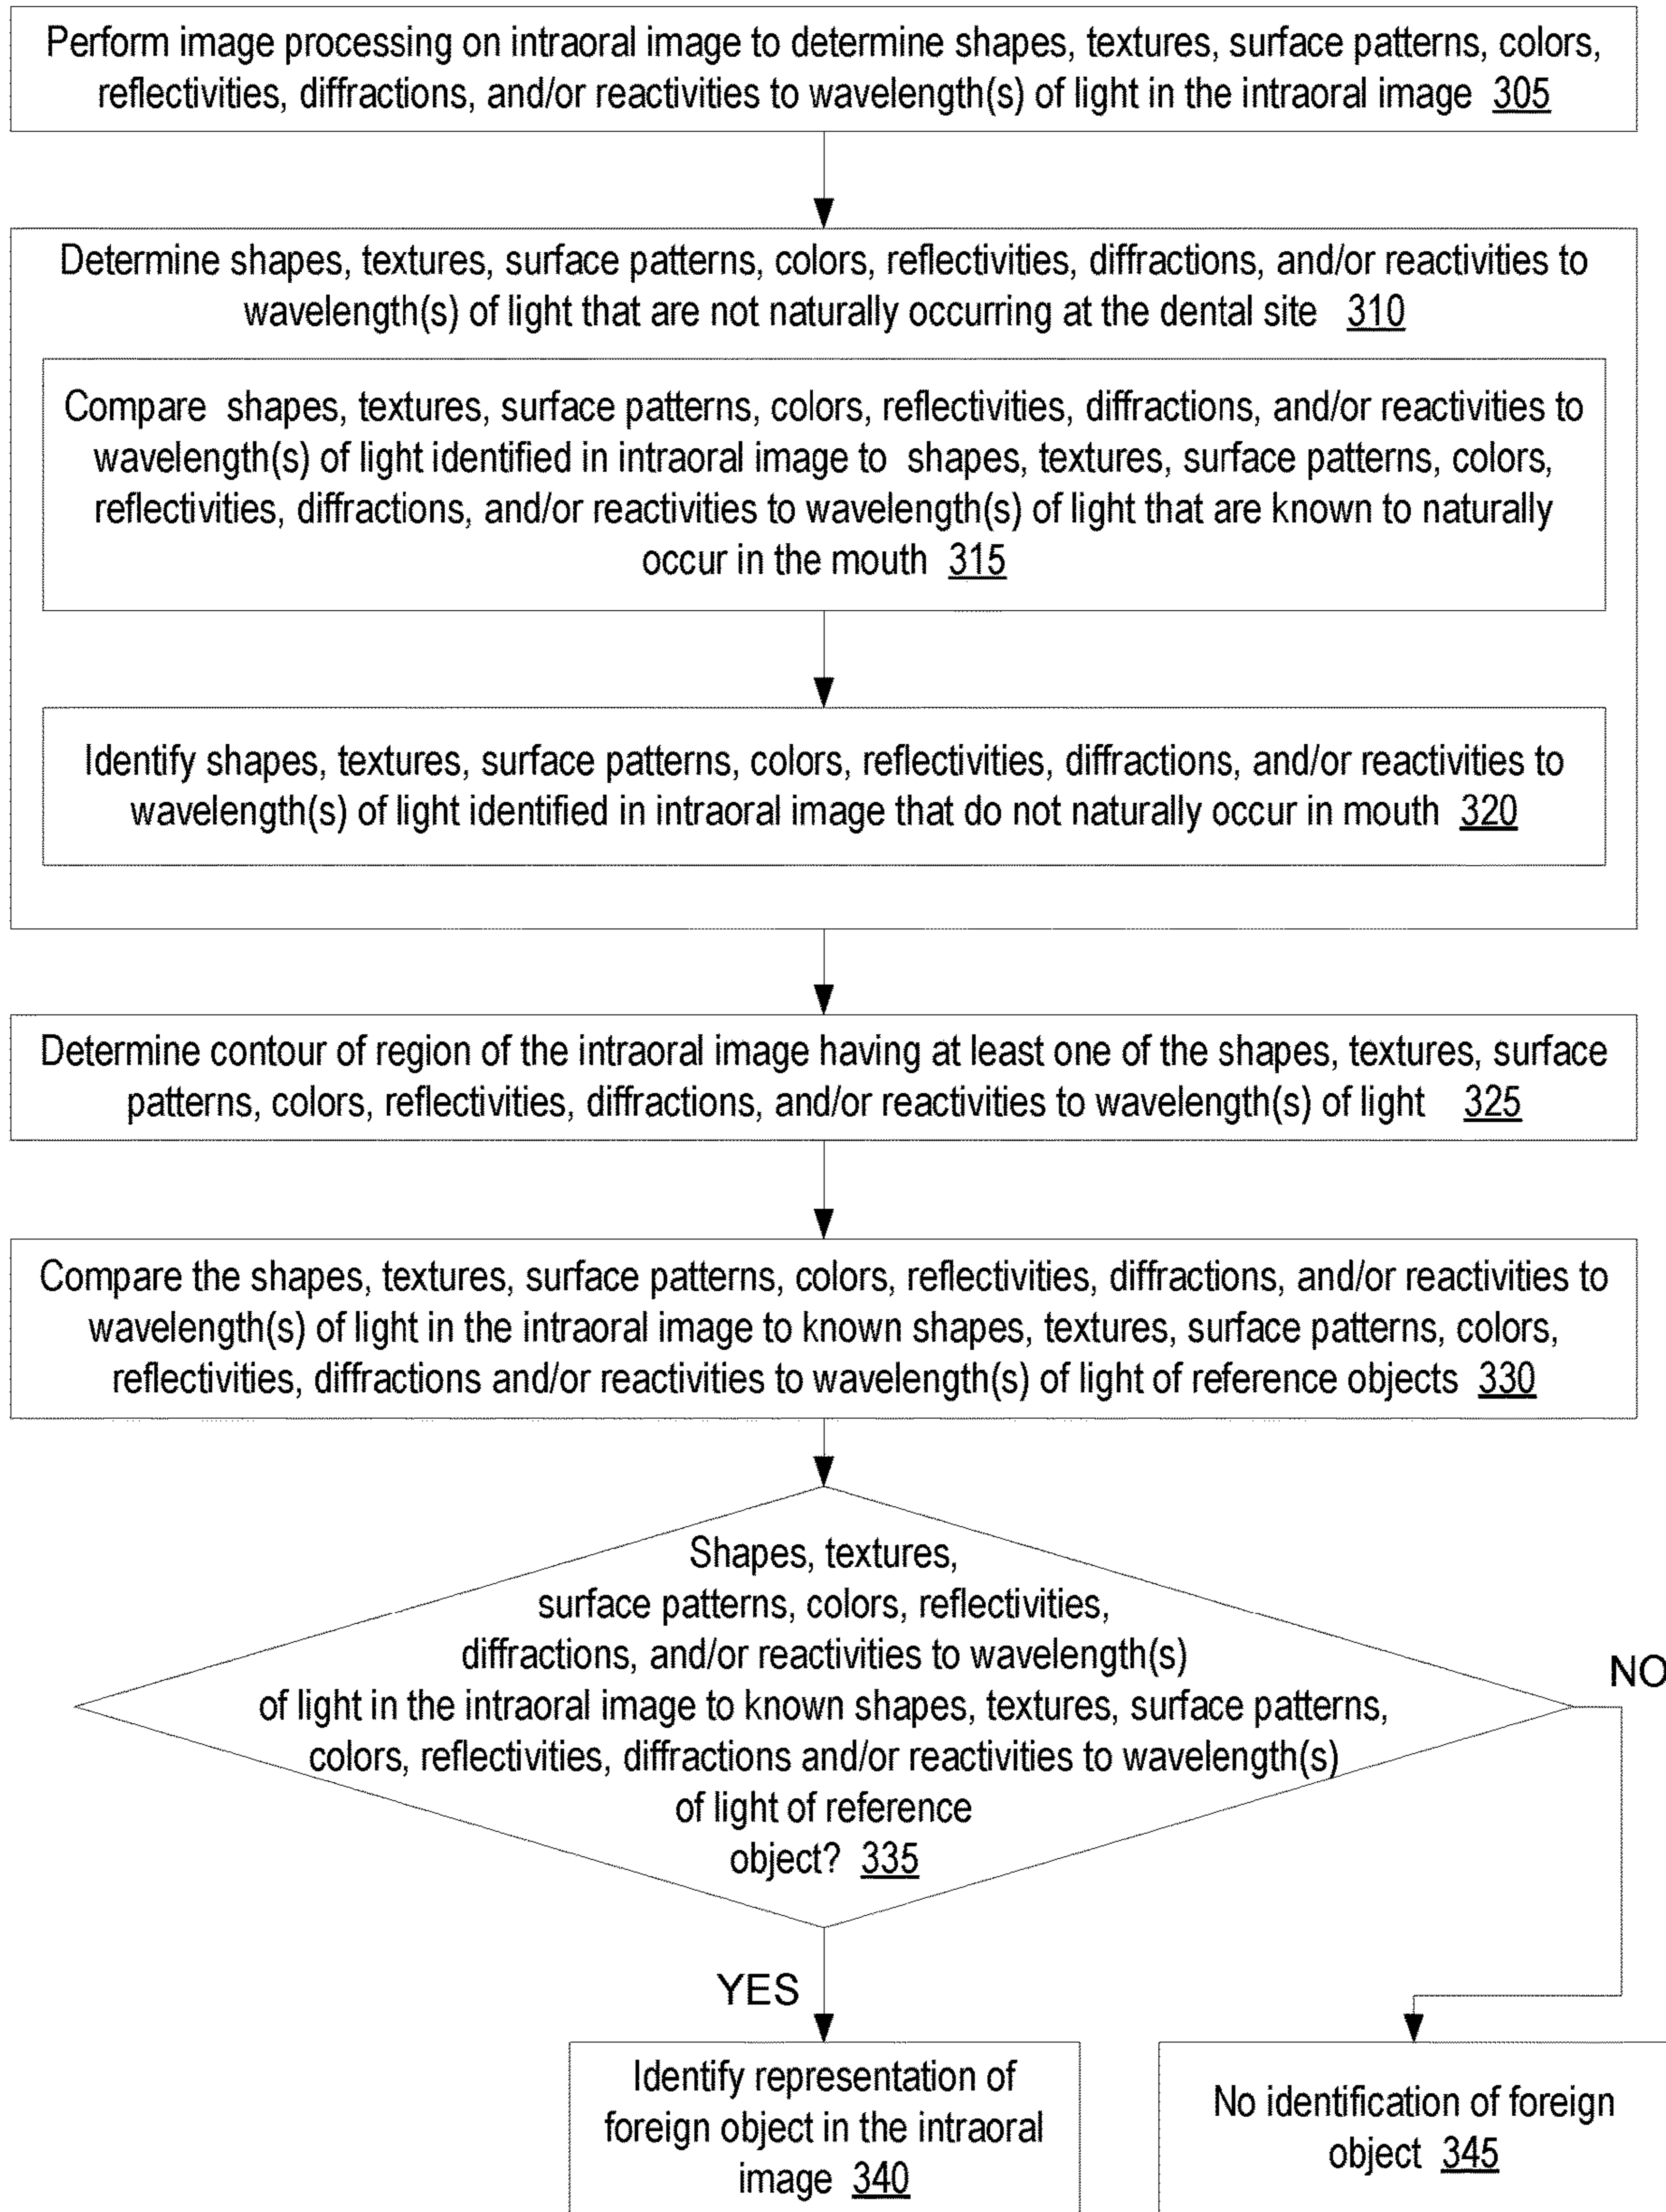 Perform image processing on intraoral image to determine shapes, textures, surface patterns, colors,
reflectivities, diffractions, and/or reactivities to wavelength(s) of light in the intraoral image 305
Determine shapes, textures, surface patterns, colors, reflectivities, diffractions, and/or reactivities to
wavelength(s) of light that are not naturally occurring at the dental site 310
Compare shapes, textures, surface patterns, colors, reflectivities, diffractions, and/or reactivities to
wavelength(s) of light identified in intraoral image to shapes, textures, surface patterns, colors,
reflectivities, diffractions, and/or reactivities to wavelength(s) of light that are known to naturally
occur in the mouth 315
Identify shapes, textures, surface patterns, colors, reflectivities, diffractions, and/or reactivities to
wavelength(s) of light identified in intraoral image that do not naturally occur in mouth 320
Determine contour of region of the intraoral image having at least one of the shapes, textures, surface
patterns, colors, reflectivities, diffractions, and/or reactivities to wavelength(s) of light 325
Compare the shapes, textures, surface patterns, colors, reflectivities, diffractions, and/or reactivities to
wavelength(s) of light in the intraoral image to known shapes, textures, surface patterns, colors,
reflectivities, diffractions and/or reactivities to wavelength(s) of light of reference objects 330
Shapes, textures,
surface patterns, colors, reflectivities,
diffractions, and/or reactivities to wavelength(s)
of light in the intraoral image to known shapes, textures, surface patterns,
colors, reflectivities, diffractions and/or reactivities to wavelength(s)
of light of reference
object? 335
NO
YES
Identify representation of
foreign object in the intraoral
image 340
No identification of foreign
object 345